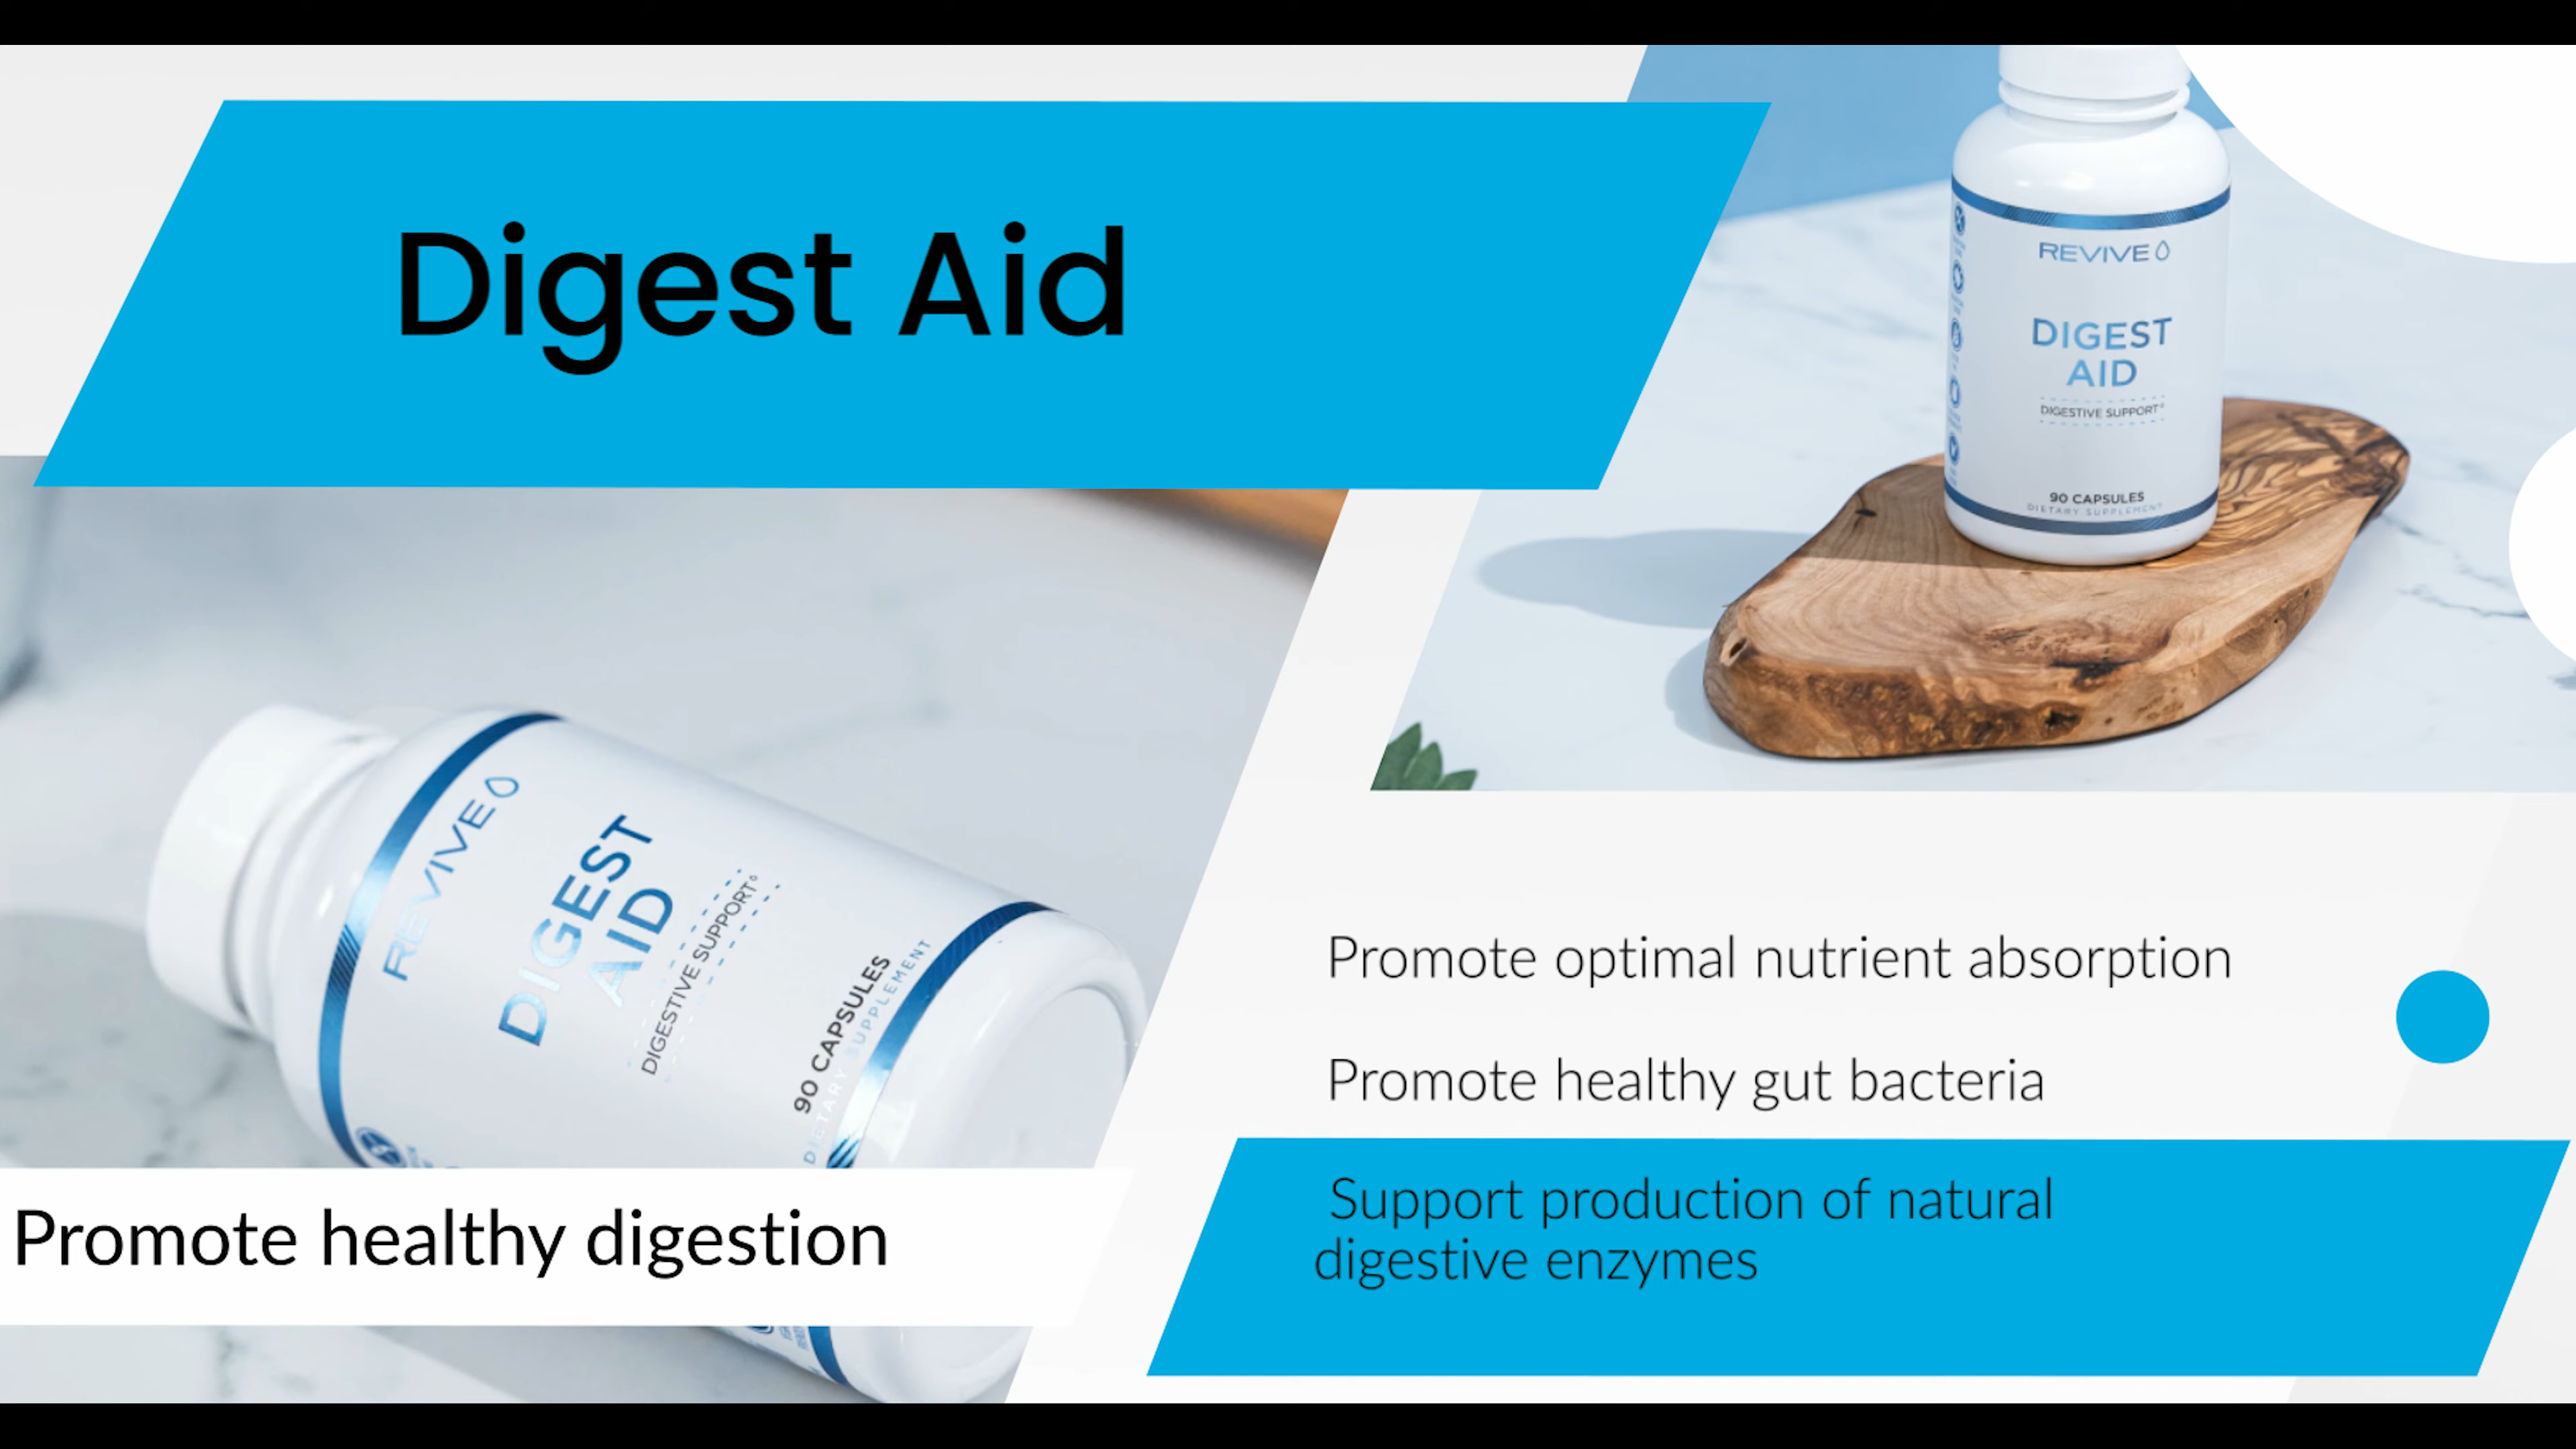 Digest Aid
REVIVE
DIGEST
AID
DIGESTIVE SUPPORT◊
90 CAPSULES
DIETARY SUPPLEMENT
REVIVE
DIGEST
AID
DIGESTIVE SUPPORT◊
90 CAPSULES
DIETARY SUPPLEMENT
Promote healthy digestion
Promote optimal nutrient absorption
Promote healthy gut bacteria
Support production of natural
digestive enzymes